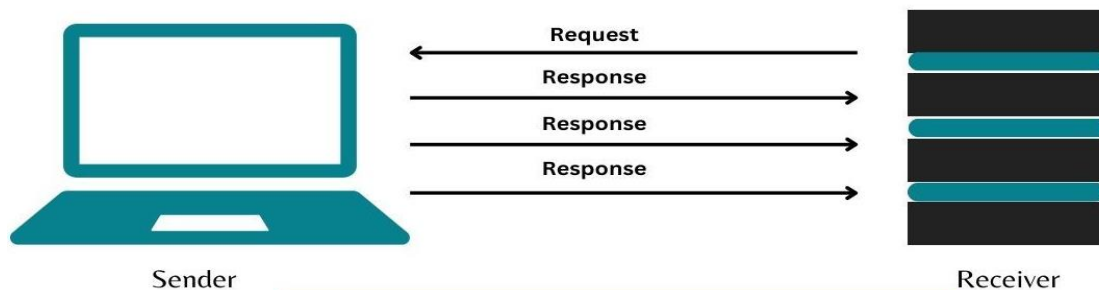 Request
Response
Response
Response
Sender
Receiver